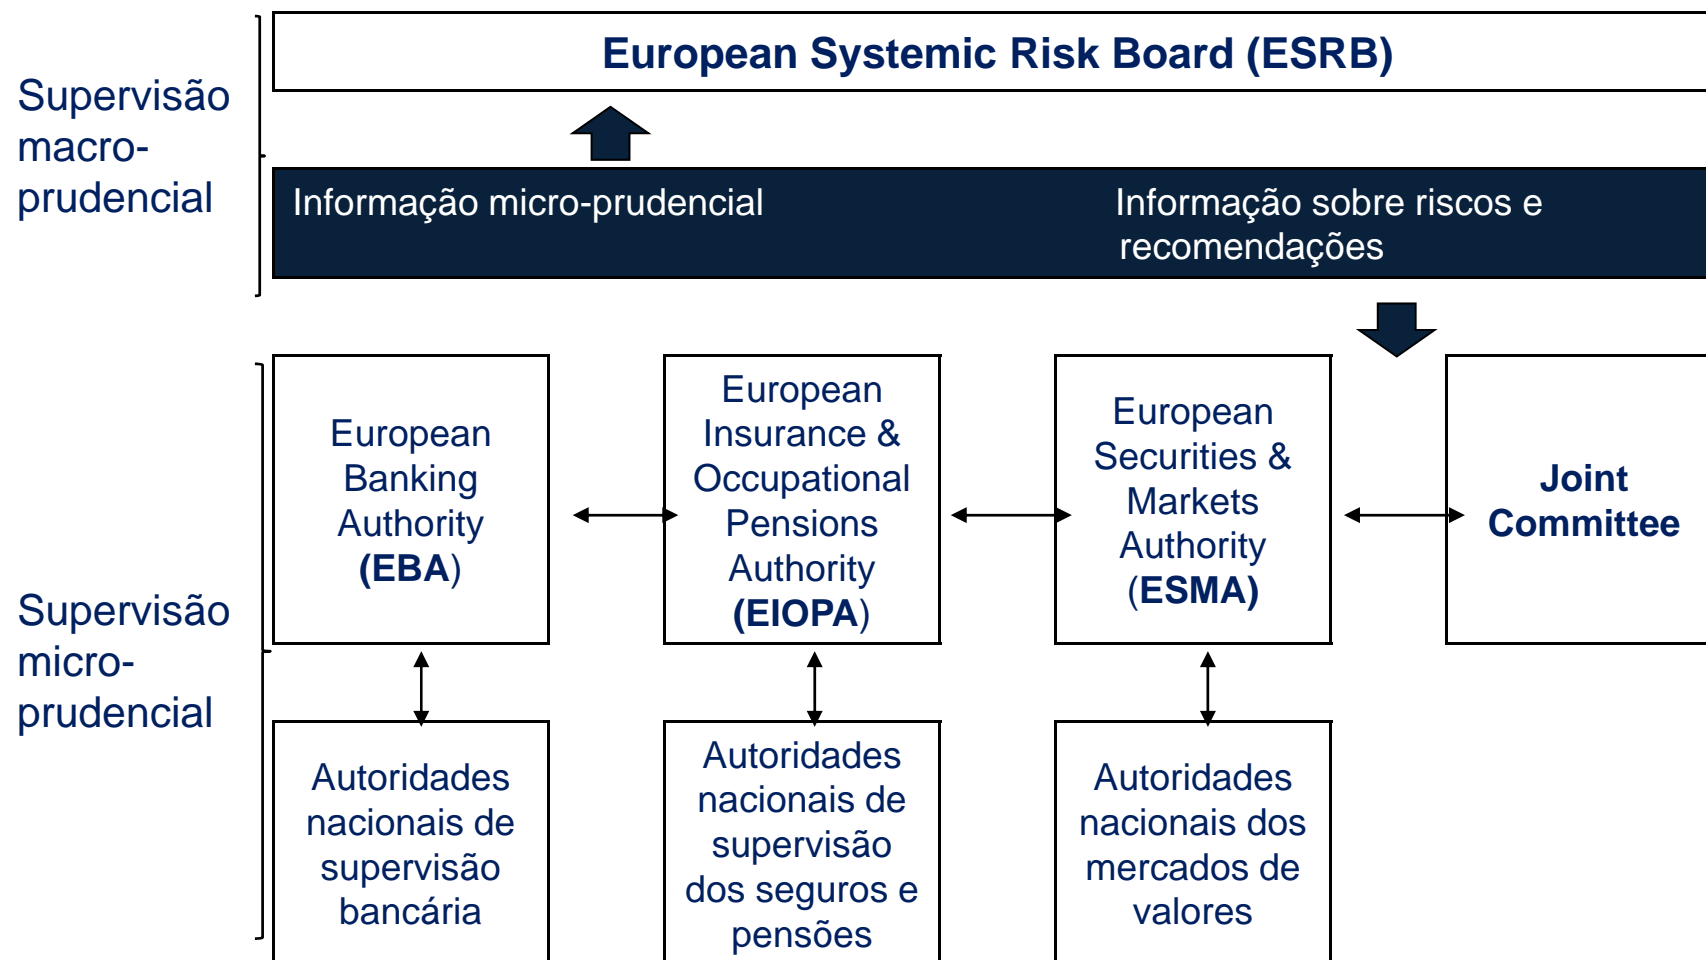 European Systemic Risk Board (ESRB)
Supervisão
macro-
prudencial
Informação micro-prudencial
Informação sobre riscos e
recomendações
European
Banking
Authority
(EBA)
European
Insurance &
Occupational
Pensions
Authority
(EIOPA)
European
Securities &
Markets
Authority
(ESMA)
Joint
Committee
Supervisão
micro-
prudencial
Autoridades
nacionais de
supervisão
bancária
Autoridades
nacionais de
supervisão
dos seguros e
pensões
Autoridades
nacionais dos
mercados de
valores